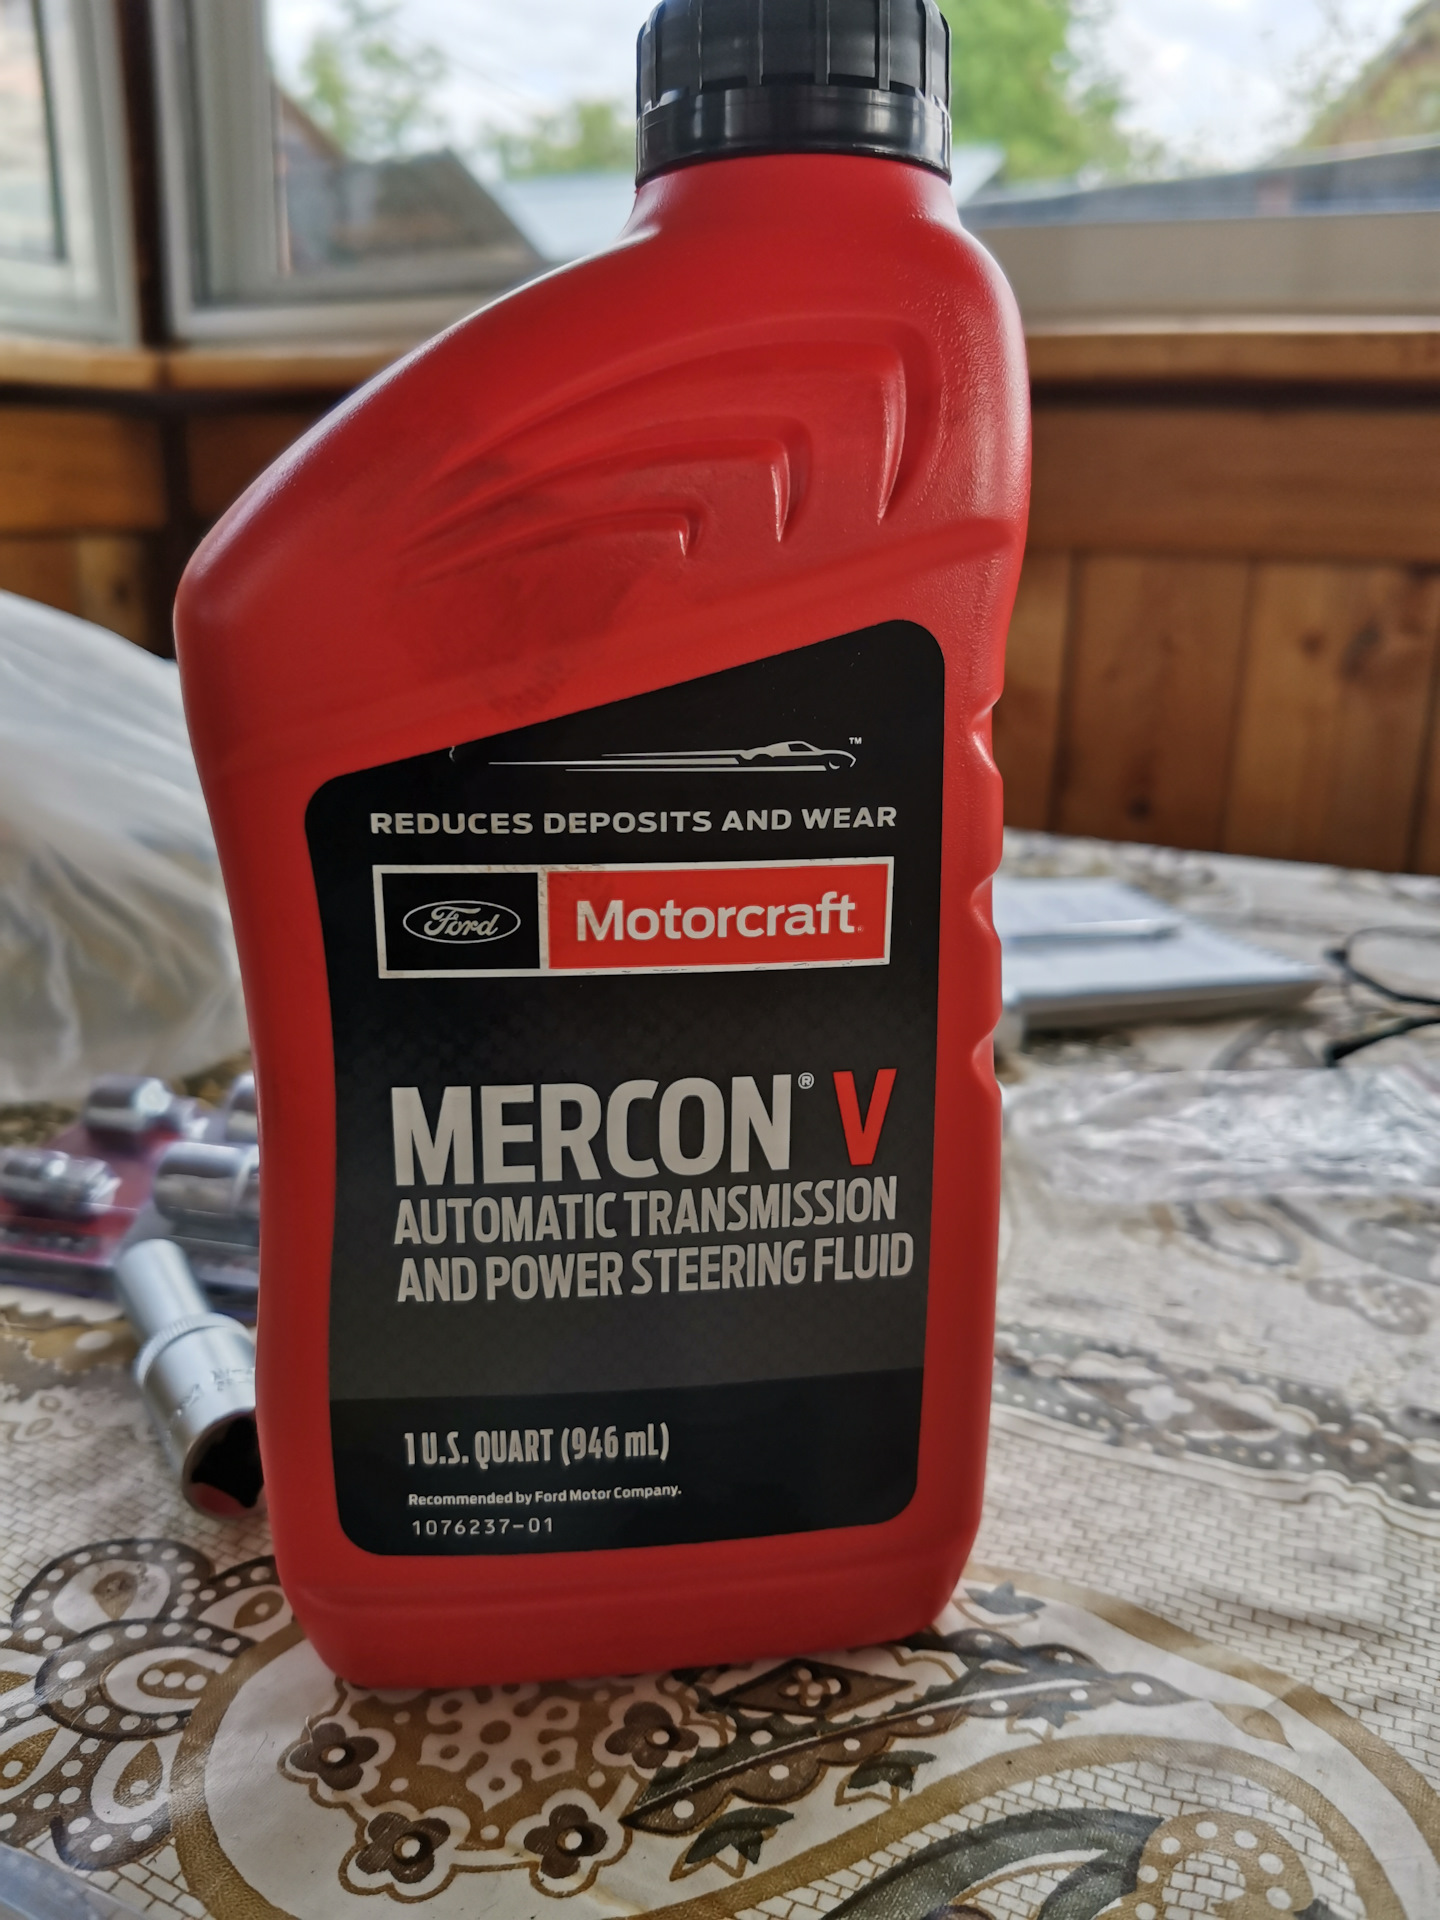 ™
REDUCES DEPOSITS AND WEAR
Ford Motorcraft
MERCON® V
AUTOMATIC TRANSMISSION
AND POWER STEERING FLUID
1 U.S. QUART (946 mL)
Recommended by Ford Motor Company.
1076237-01